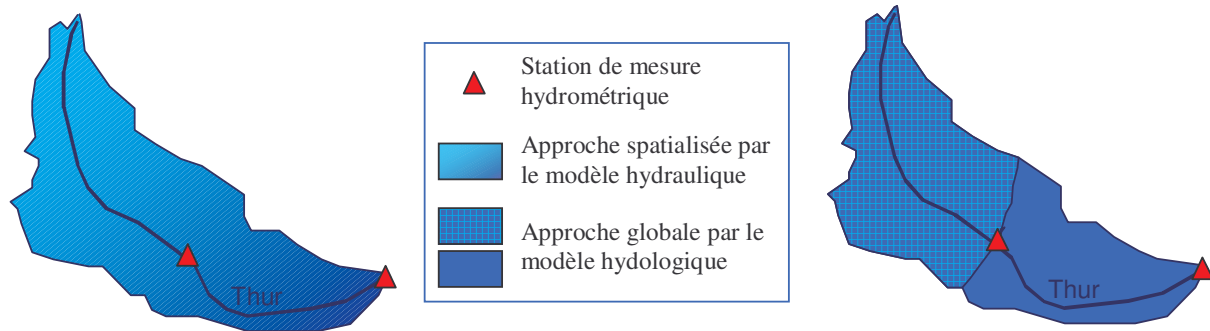 Station de mesure
hydrométrique
Approche spatialisée par
le modèle hydraulique
Approche globale par le
modèle hydologique
Thur
Thur